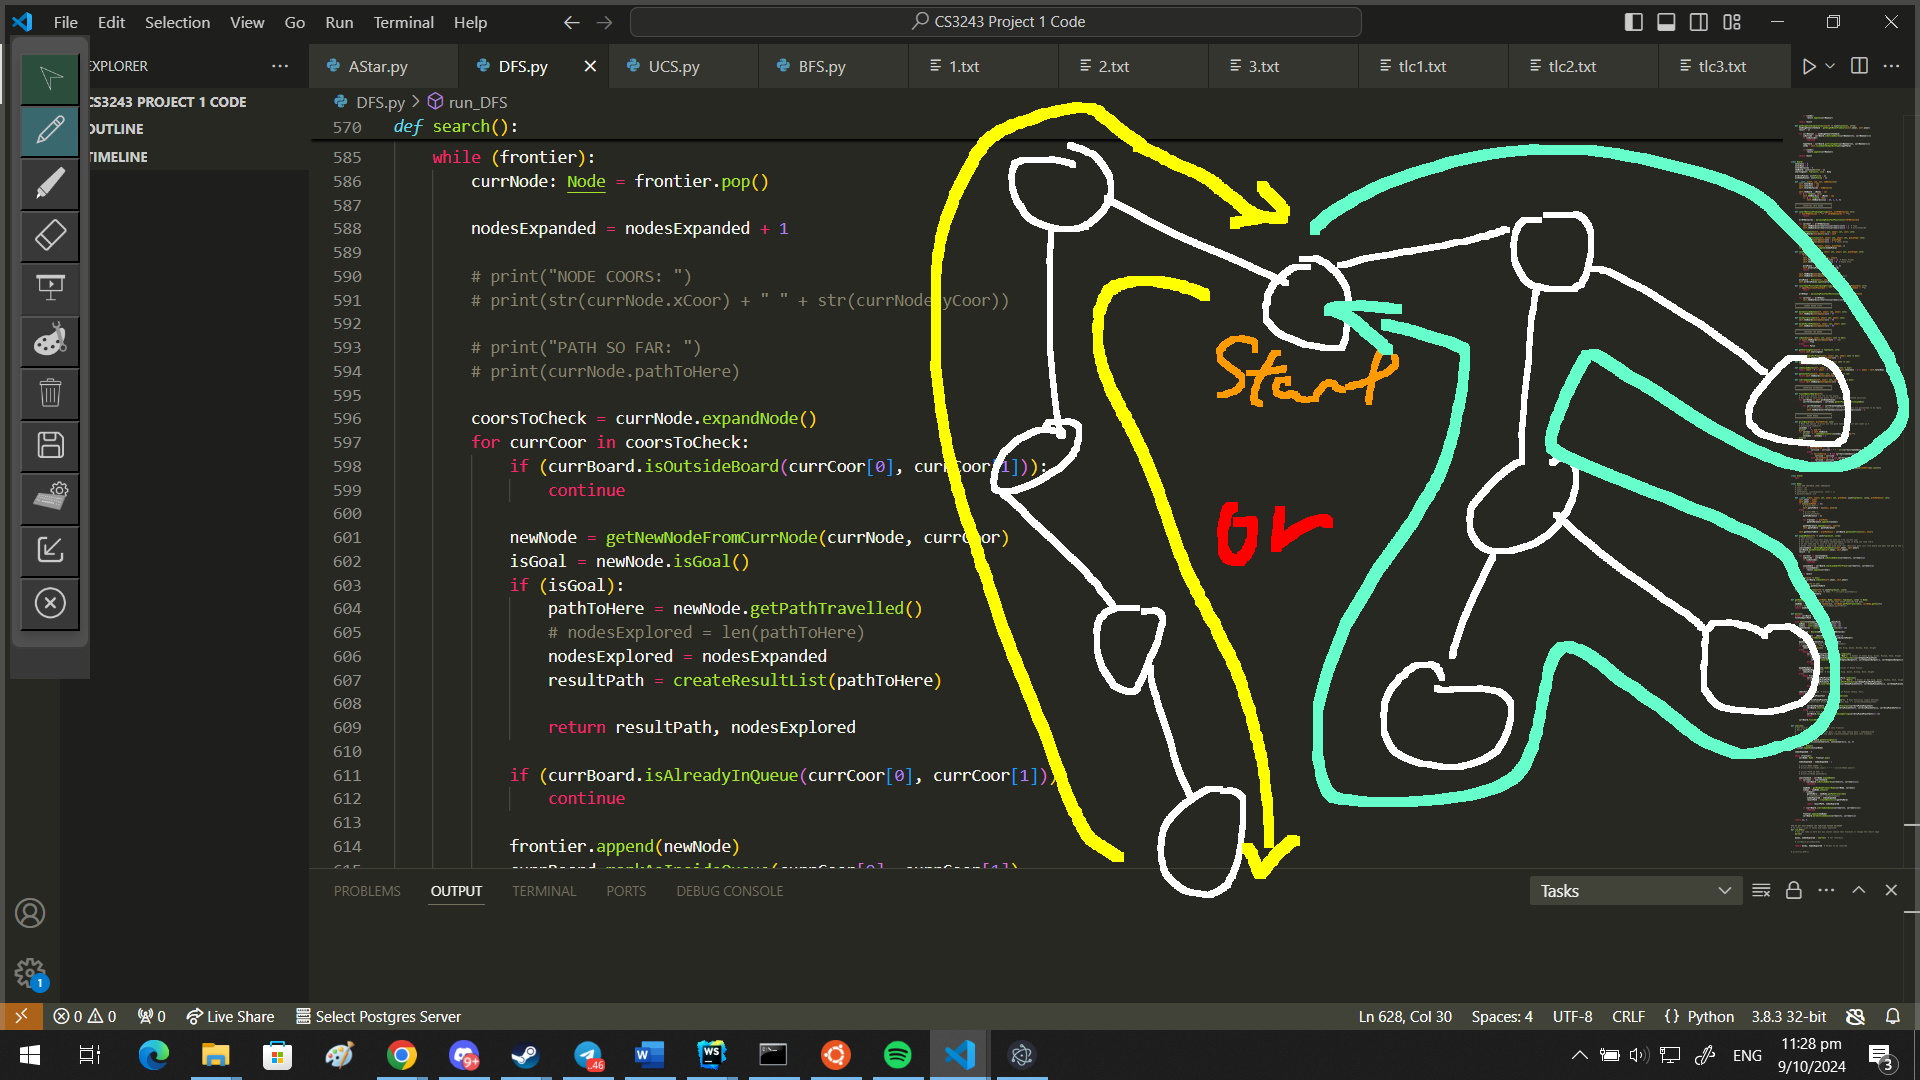 File Edit Selection View Go Run Terminal Help
CS3243 Project 1 Code
EXPLORER
CS3243 PROJECT 1 CODE
OUTLINE
TIMELINE
AStar.py DFS.py UCS.py BFS.py 1.txt 2.txt 3.txt tlc1.txt tlc2.txt tlc3.txt
DFS.py > run_DFS
570 def search():
585 while (frontier):
586 currNode: Node = frontier.pop()
587
588 nodesExpanded = nodesExpanded + 1
589
590 # print("NODE COORS: ")
591 # print(str(currNode.xCoor) + " " + str(currNode.yCoor))
592
593 # print("PATH SO FAR: ")
594 # print(currNode.pathToHere)
595
596 coorsToCheck = currNode.expandNode()
597 for currCoor in coorsToCheck:
598 if (currBoard.isOutsideBoard(currCoor[0], currCoor[1])):
599 continue
600
601 newNode = getNewNodeFromCurrNode(currNode, currCoor)
602 isGoal = newNode.isGoal()
603 if (isGoal):
604 pathToHere = newNode.getPathTravelled()
605 # nodesExplored = len(pathToHere)
606 nodesExplored = nodesExpanded
607 resultPath = createResultList(pathToHere)
608
609 return resultPath, nodesExplored
610
611 if (currBoard.isAlreadyInQueue(currCoor[0], currCoor[1])
612 continue
613
614 frontier.append(newNode)
Start
or
PROBLEMS OUTPUT TERMINAL PORTS DEBUG CONSOLE
Tasks
1
0 0 0 Live Share Select Postgres Server
Ln 628, Col 30 Spaces: 4 UTF-8 CRLF {} Python 3.8.3 32-bit
9+
46
WS
ENG
11:28 pm
9/10/2024
3